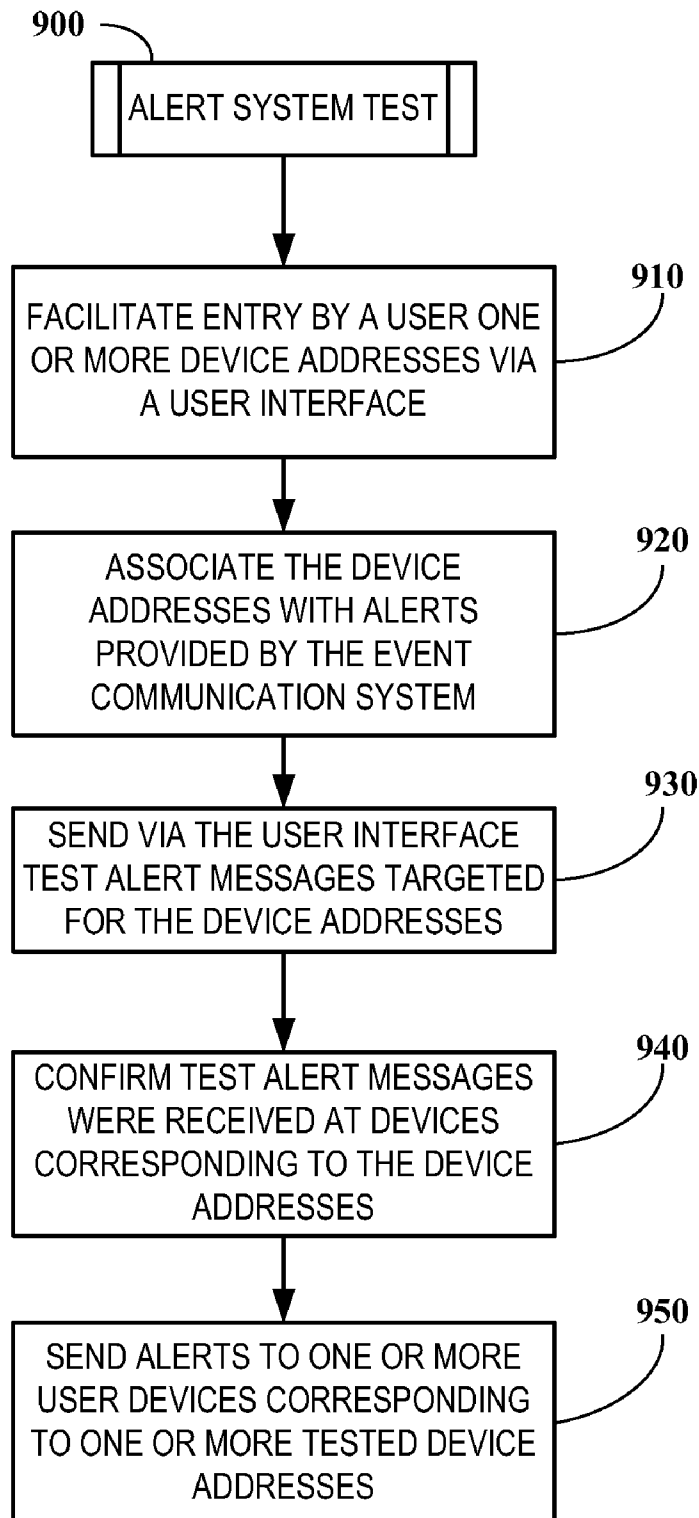 900
ALERT SYSTEM TEST
910
FACILITATE ENTRY BY A USER ONE
OR MORE DEVICE ADDRESSES VIA
A USER INTERFACE
920
ASSOCIATE THE DEVICE
ADDRESSES WITH ALERTS
PROVIDED BY THE EVENT
COMMUNICATION SYSTEM
930
SEND VIA THE USER INTERFACE
TEST ALERT MESSAGES TARGETED
FOR THE DEVICE ADDRESSES
940
CONFIRM TEST ALERT MESSAGES
WERE RECEIVED AT DEVICES
CORRESPONDING TO THE DEVICE
ADDRESSES
950
SEND ALERTS TO ONE OR MORE
USER DEVICES CORRESPONDING
TO ONE OR MORE TESTED DEVICE
ADDRESSES